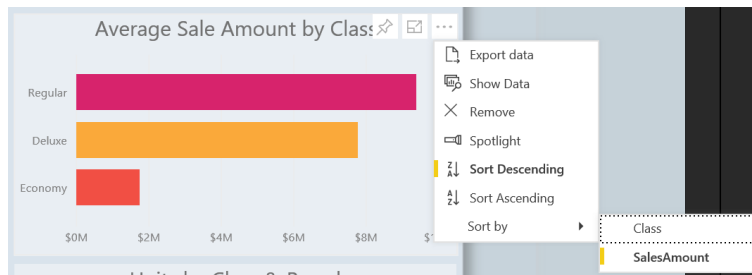 Average Sale Amount by Class
Export data
Show Data
Regular
Remove
Spotlight
Deluxe
Sort Descending
Economy
Sort Ascending
Sort by
Class
$0M $2M $4M $6M $8M
SalesAmount